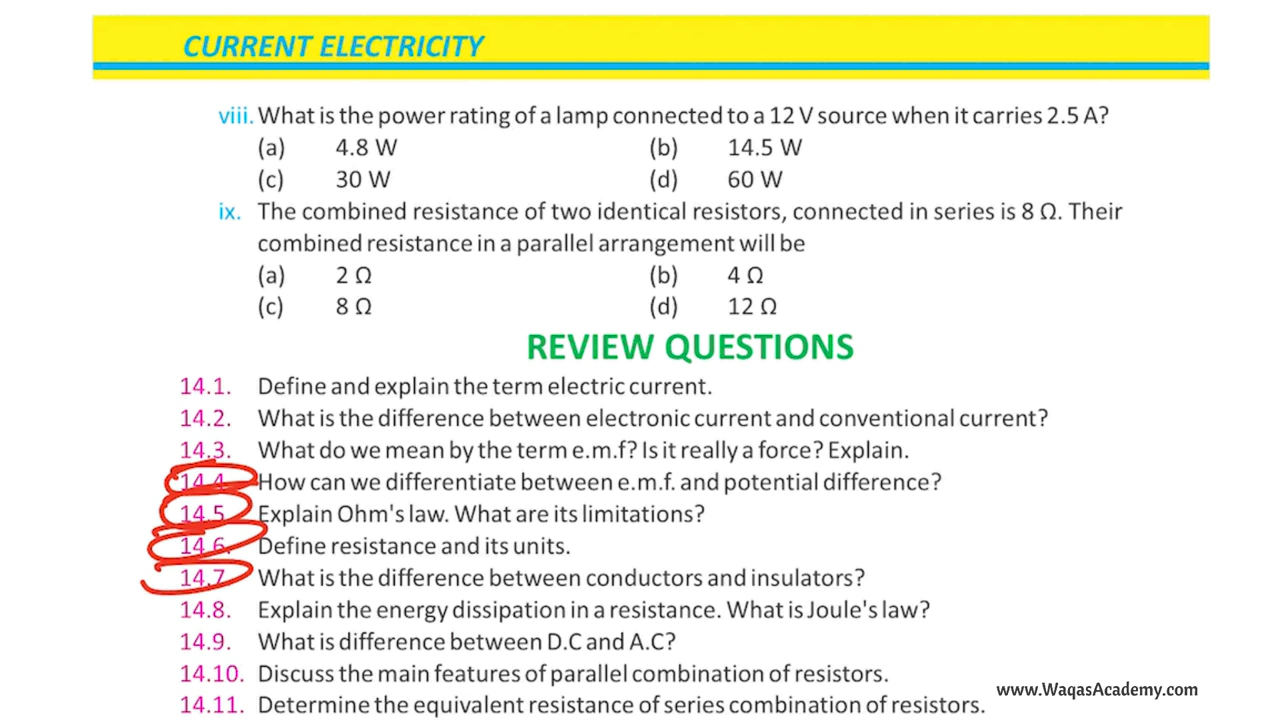 CURRENT ELECTRICITY
viii. What is the power rating of a lamp connected to a 12 V source when it carries 2.5 A?
(a) 4.8 W (b) 14.5 W
(c) 30 W (d) 60 W
ix. The combined resistance of two identical resistors, connected in series is 8 Ω. Their
combined resistance in a parallel arrangement will be
(a) 2 Ω (b) 4 Ω
(c) 8 Ω (d) 12 Ω
REVIEW QUESTIONS
14.1. Define and explain the term electric current.
14.2. What is the difference between electronic current and conventional current?
14.3. What do we mean by the term e.m.f? Is it really a force? Explain.
14.4. How can we differentiate between e.m.f. and potential difference?
14.5 Explain Ohm's law. What are its limitations?
14.6. Define resistance and its units.
14.7 What is the difference between conductors and insulators?
14.8. Explain the energy dissipation in a resistance. What is Joule's law?
14.9. What is difference between D.C and A.C?
14.10. Discuss the main features of parallel combination of resistors.
14.11. Determine the equivalent resistance of series combination of resistors.
www.WaqasAcademy.com